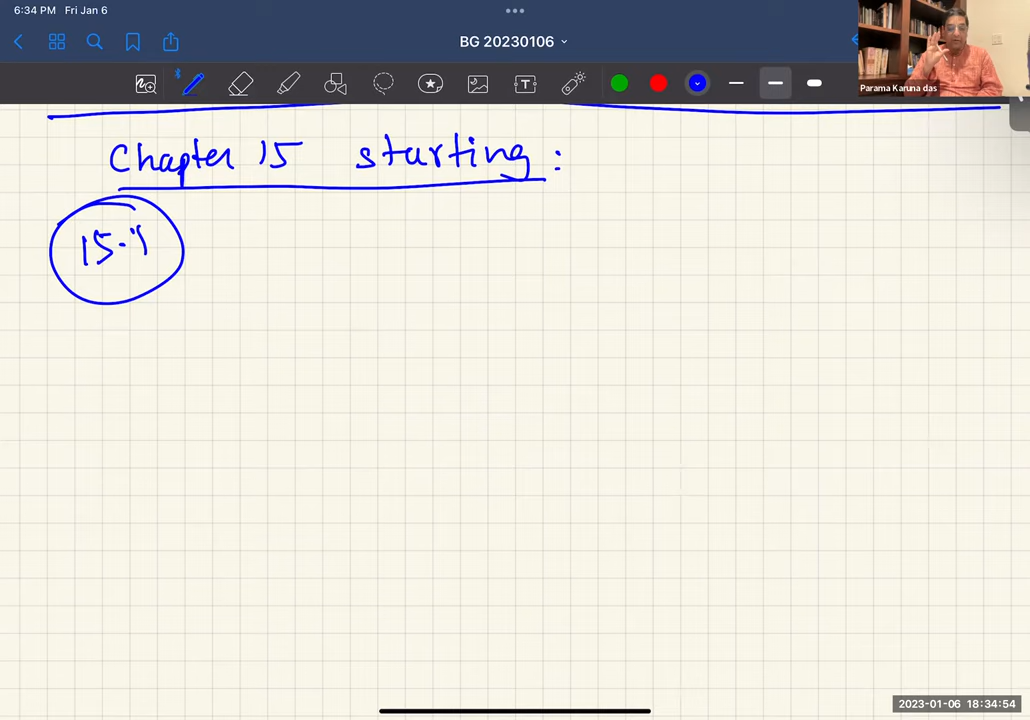 6:34 PM Fri Jan 6
BG 20230106
Parama Karuna das
Chapter 15 starting:
15.1
2023-01-06 18:34:54